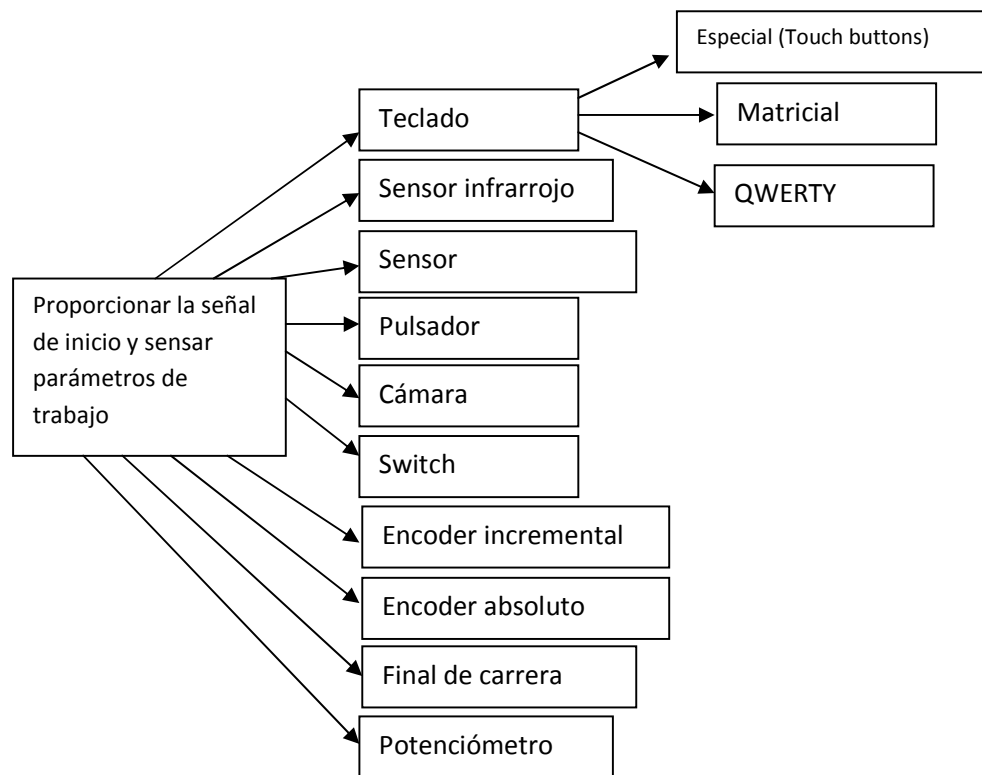 Especial (Touch buttons)
Teclado
Matricial
Sensor infrarrojo
QWERTY
Sensor
Proporcionar la señal
de inicio y sensar
parámetros de
trabajo
Pulsador
Cámara
Switch
Encoder incremental
Encoder absoluto
Final de carrera
Potenciómetro